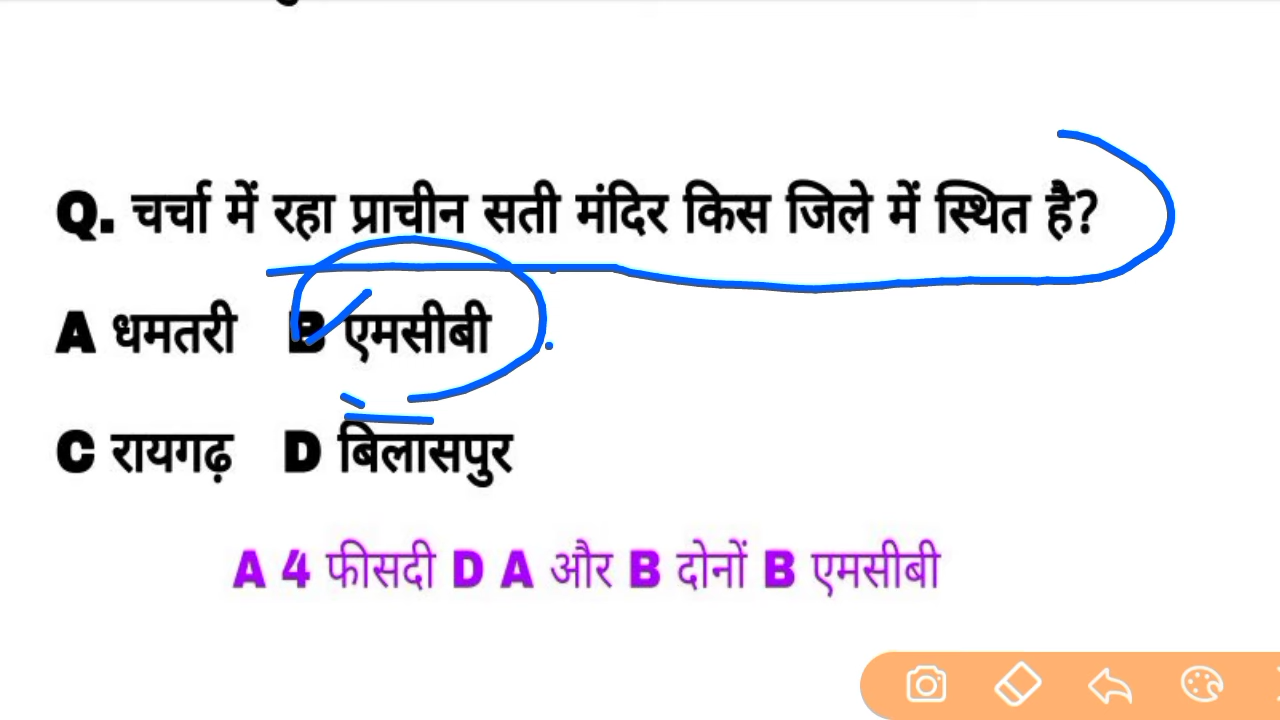 Q. चर्चा में रहा प्राचीन सती मंदिर किस जिले में स्थित है?
A धमतरी B एमसीबी
C रायगढ़ D बिलासपुर
A 4 फीसदी D A और B दोनों B एमसीबी